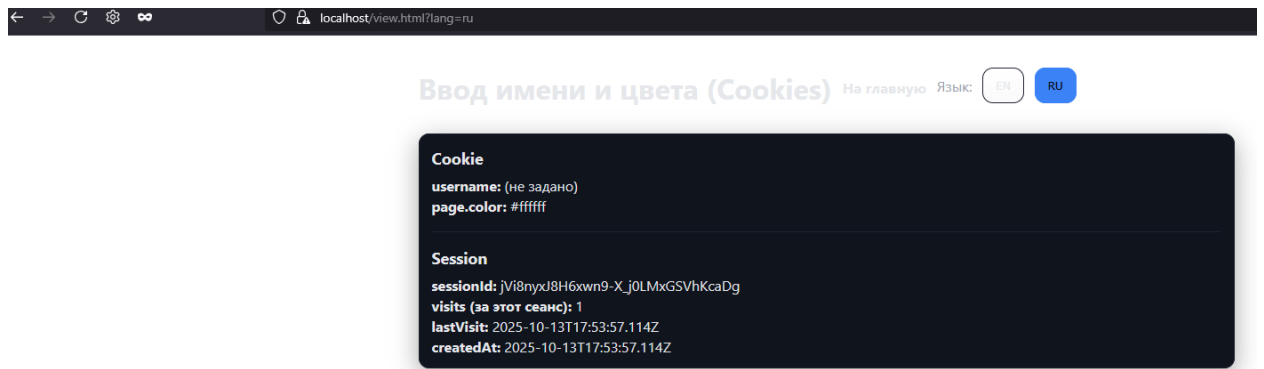 localhost/view.html?lang=ru
Ввод имени и цвета (Cookies) На главную Язык: EN RU
Cookie
username: (не задано)
page.color: #ffffff
Session
sessionId: jVi8nyxJ8H6xwn9-X_j0LMxGSVhKcaDg
visits (за этот сеанс): 1
lastVisit: 2025-10-13T17:53:57.114Z
createdAt: 2025-10-13T17:53:57.114Z